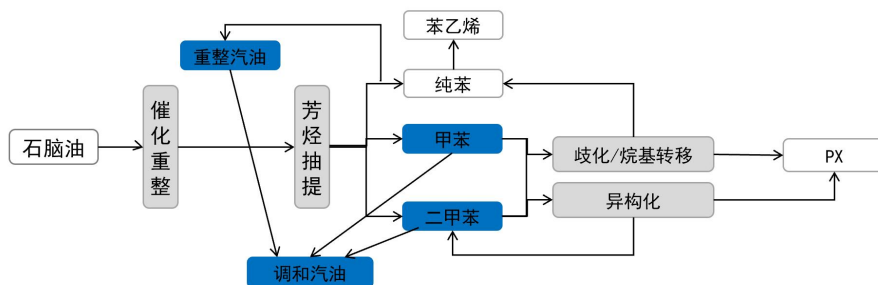 苯乙烯
重整汽油
纯苯
石脑油
催化重整
芳烃抽提
甲苯
歧化/烷基转移
PX
二甲苯
异构化
调和汽油